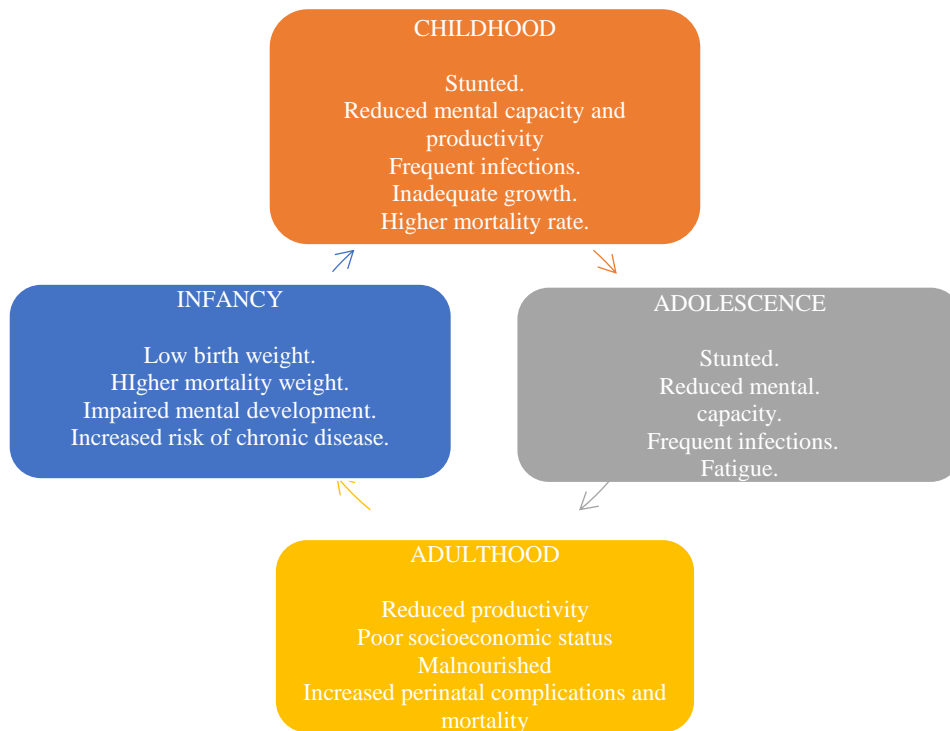 CHILDHOOD
Stunted.
Reduced mental capacity and
productivity
Frequent infections.
Inadequate growth.
Higher mortality rate.
INFANCY
Low birth weight.
HIgher mortality weight.
Impaired mental development.
Increased risk of chronic disease.
ADOLESCENCE
Stunted.
Reduced mental.
capacity.
Frequent infections.
Fatigue.
ADULTHOOD
Reduced productivity
Poor socioeconomic status
Malnourished
Increased perinatal complications and
mortality